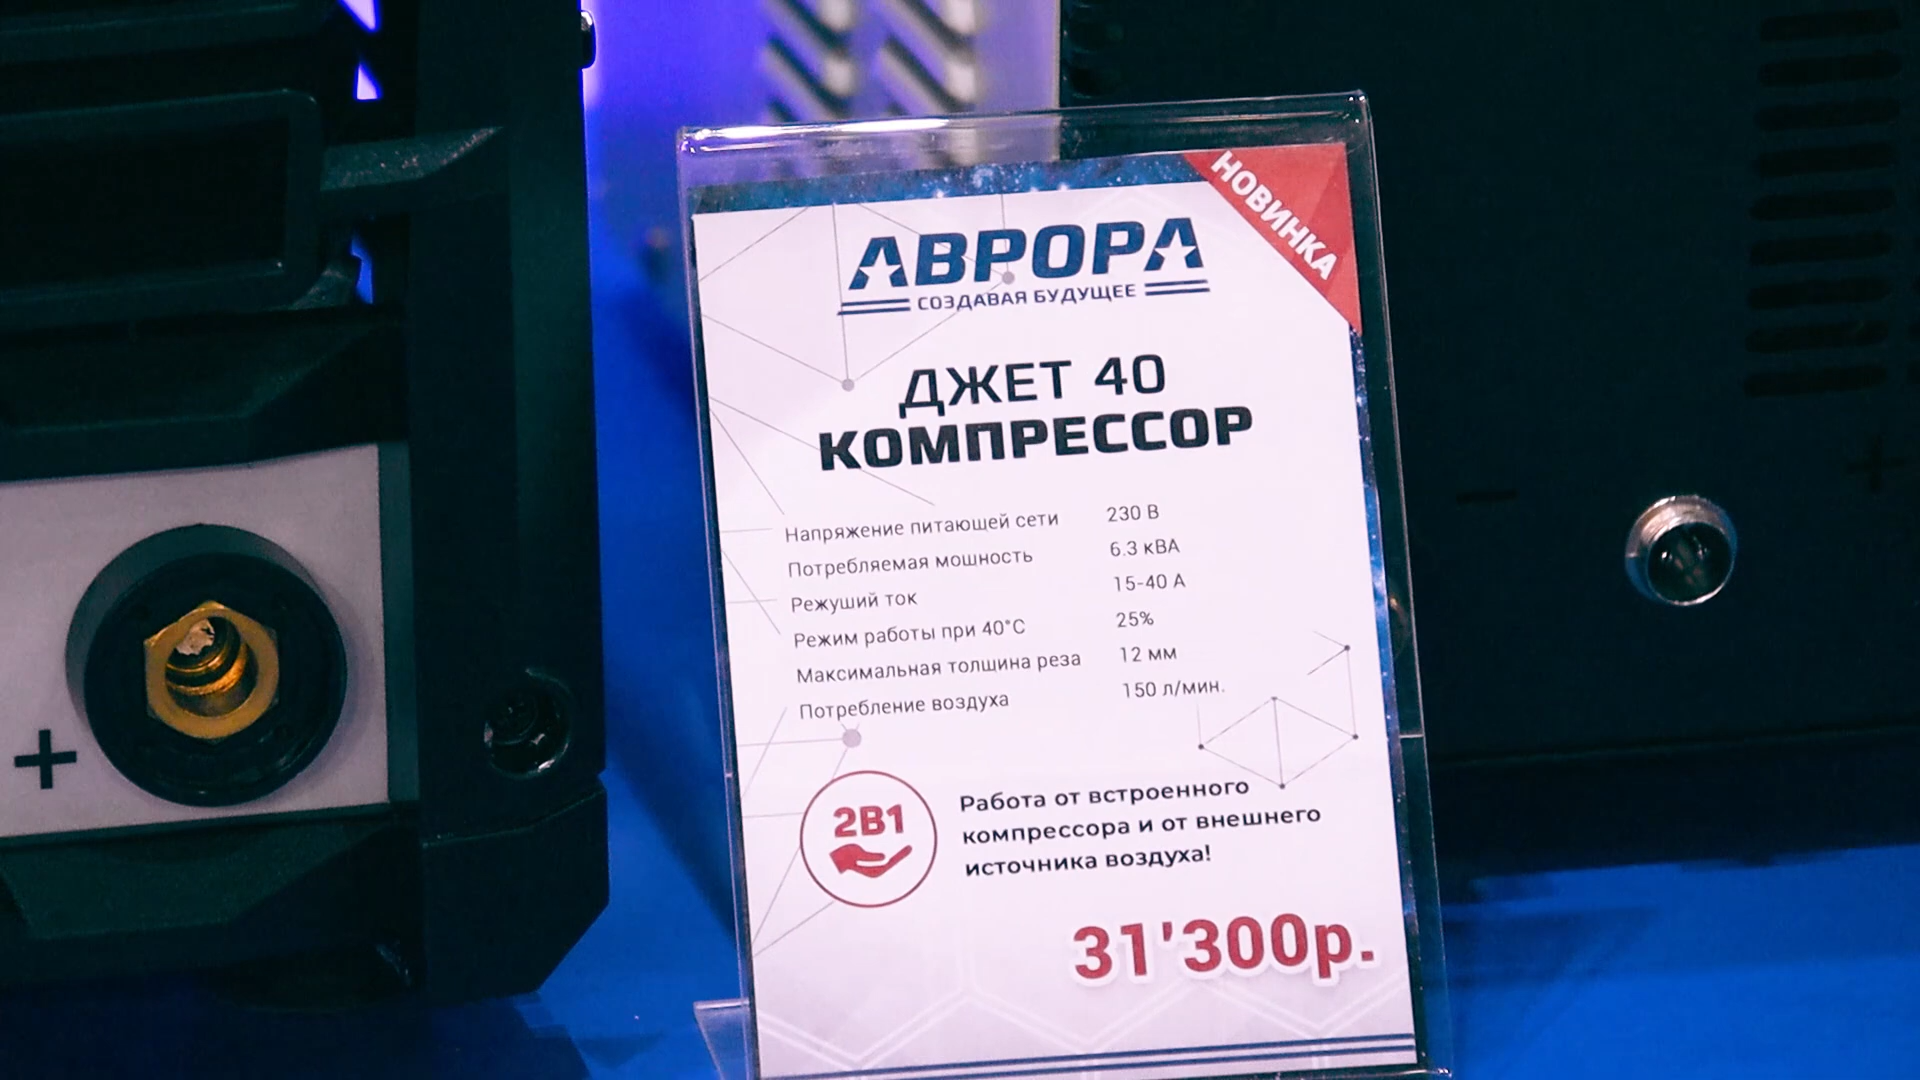 НОВИНКА
АВРОРА
СОЗДАВАЯ БУДУЩЕЕ
ДЖЕТ 40
КОМПРЕССОР
Напряжение питающей сети 230 В
Потребляемая мощность 6.3 кВА
Режуший ток 15-40 А
Режим работы при 40°С 25%
Максимальная толшина реза 12 мм
Потребление воздуха 150 л/мин.
2В1
Работа от встроенного
компрессора и от внешнего
источника воздуха!
31'300р.
+
-
+